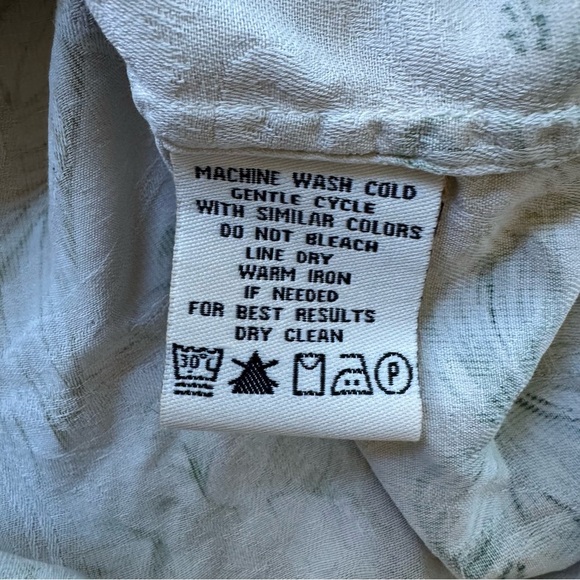 MACHINE WASH COLD
GENTLE CYCLE
WITH SIMILAR COLORS
DO NOT BLEACH
LINE DRY
WARM IRON
IF NEEDED
FOR BEST RESULTS
DRY CLEAN
30°C P